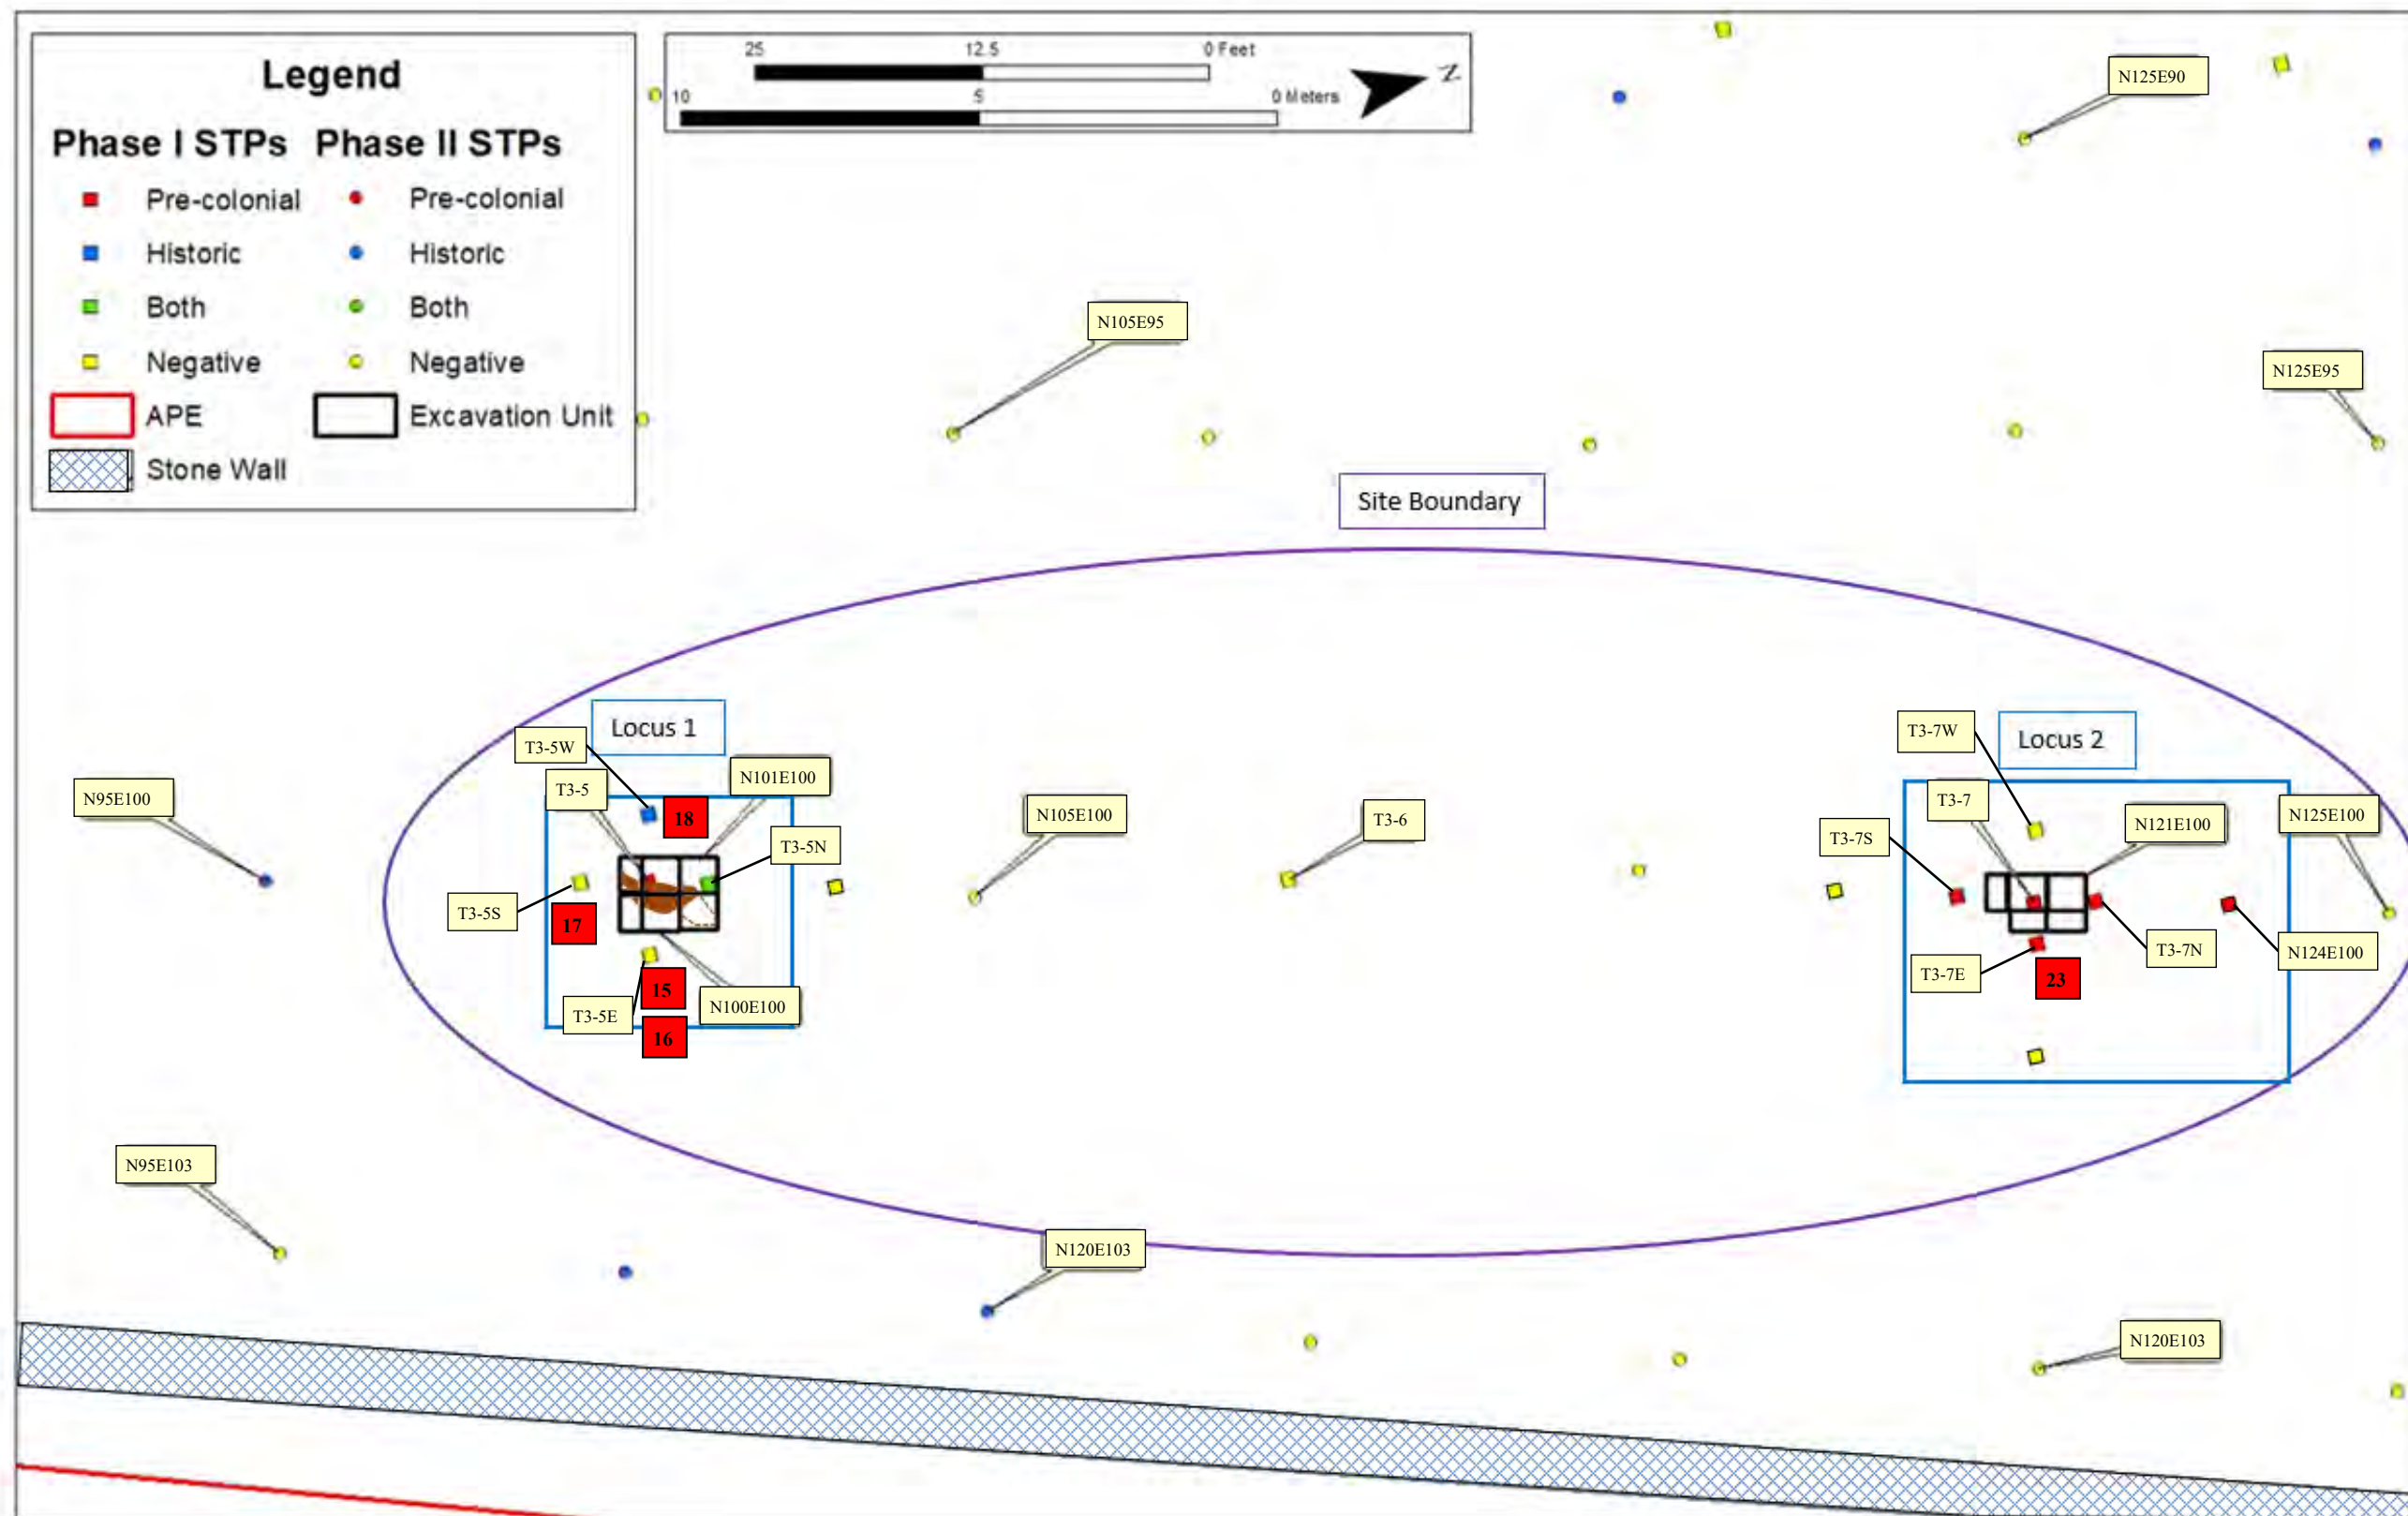 Legend
Phase I STPs Phase II STPs
Pre-colonial Pre-colonial
Historic Historic
Both Both
Negative Negative
APE Excavation Unit
Stone Wall
25 12.5 0 Feet
10 5 0 Meters
N
N125E90
N105E95
N125E95
Site Boundary
Locus 1
T3-5W
T3-5
N101E100
18
T3-5N
N95E100
T3-5S
17
15
T3-5E
N100E100
16
N105E100
T3-6
Locus 2
T3-7W
T3-7
T3-7S
N121E100
N125E100
T3-7N
N124E100
T3-7E
23
N95E103
N120E103
N120E103